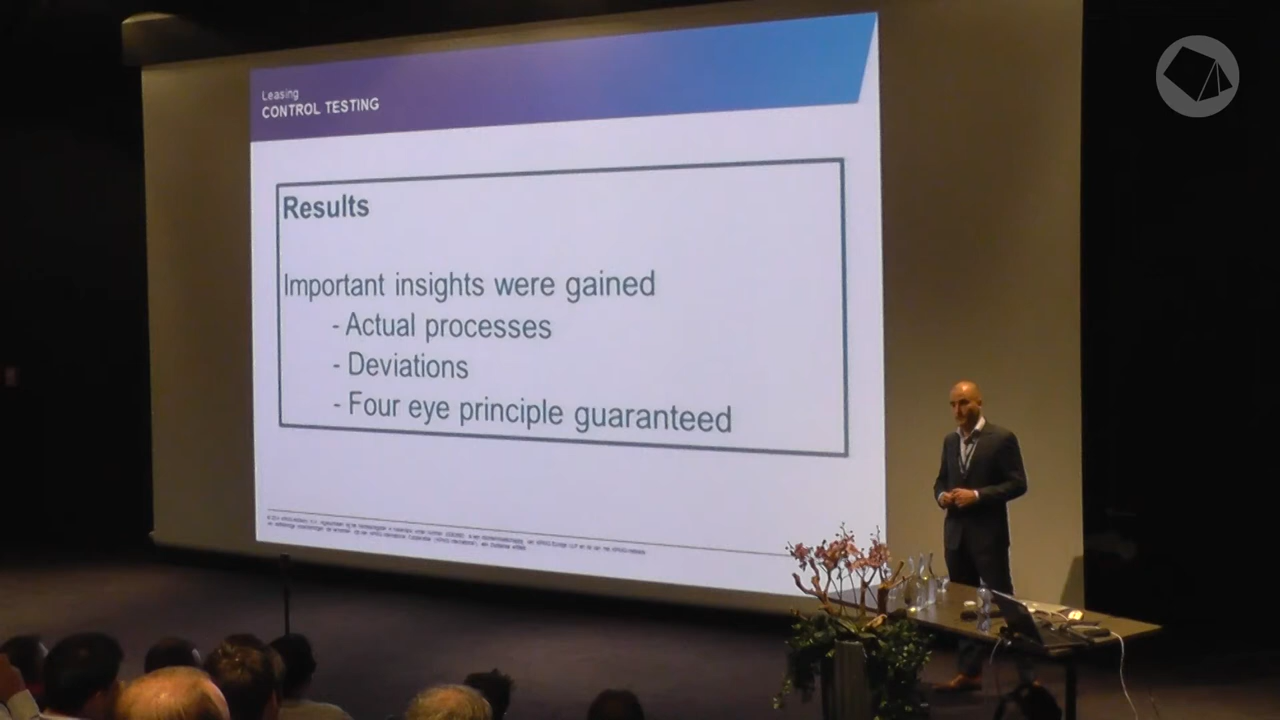 Leasing
CONTROL TESTING
Results
Important insights were gained
- Actual processes
- Deviations
- Four eye principle guaranteed